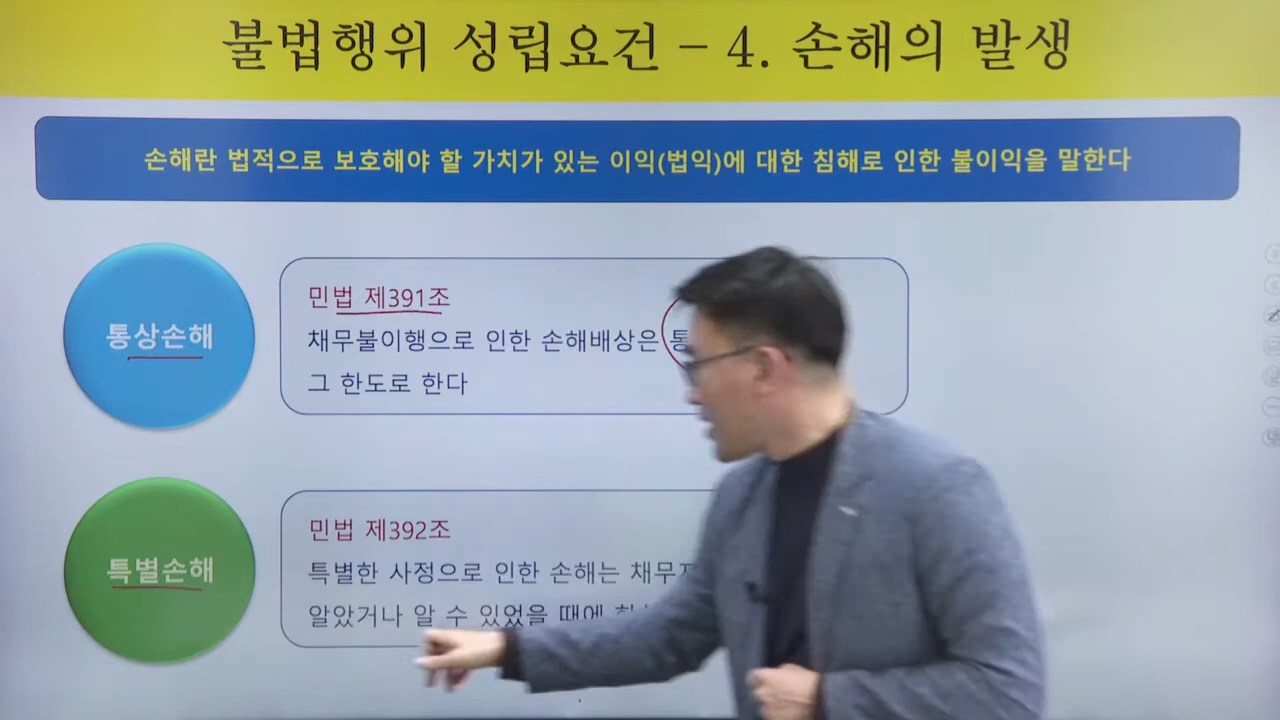 불법행위 성립요건 – 4. 손해의 발생
손해란 법적으로 보호해야 할 가치가 있는 이익(법익)에 대한 침해로 인한 불이익을 말한다
통상손해
민법 제391조
채무불이행으로 인한 손해배상은 통
그 한도로 한다
특별손해
민법 제392조
특별한 사정으로 인한 손해는
알았거나 알 수 있었을 때에